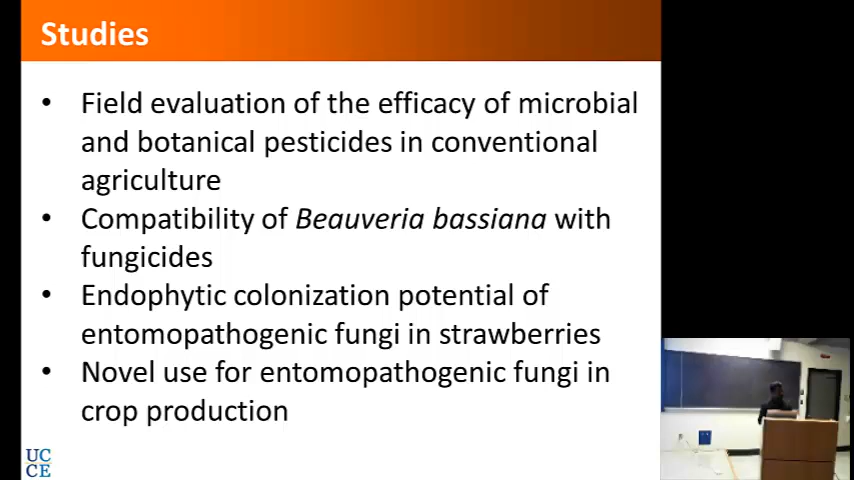 Studies
• Field evaluation of the efficacy of microbial
and botanical pesticides in conventional
agriculture
• Compatibility of Beauveria bassiana with
fungicides
• Endophytic colonization potential of
entomopathogenic fungi in strawberries
• Novel use for entomopathogenic fungi in
crop production
UC
CE